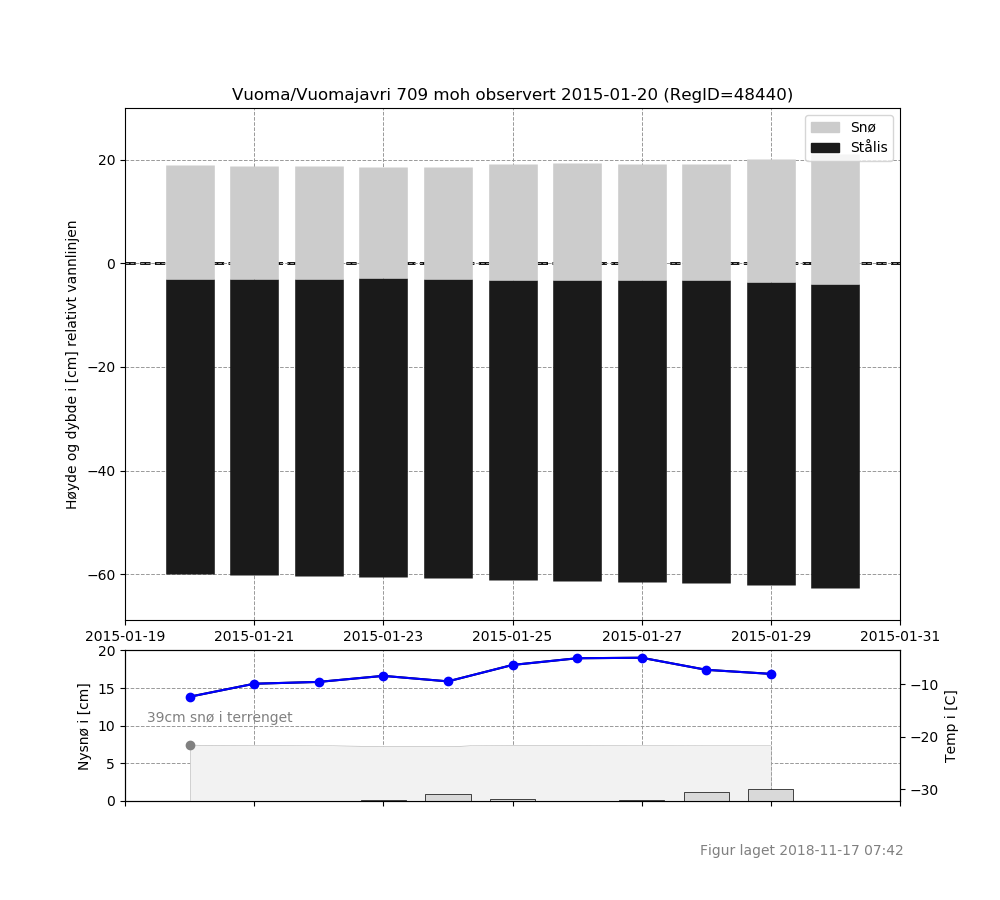 Vuoma/Vuomajavri 709 moh observert 2015-01-20 (RegID=48440)
Snø
Stålis
20
0
−20
−40
−60
Høyde og dybde i [cm] relativt vannlinjen
2015-01-19 2015-01-21 2015-01-23 2015-01-25 2015-01-27 2015-01-29 2015-01-31
20
15
10
5
0
Nysnø i [cm]
39cm snø i terrenget
−10
−20
−30
Temp i [C]
Figur laget 2018-11-17 07:42